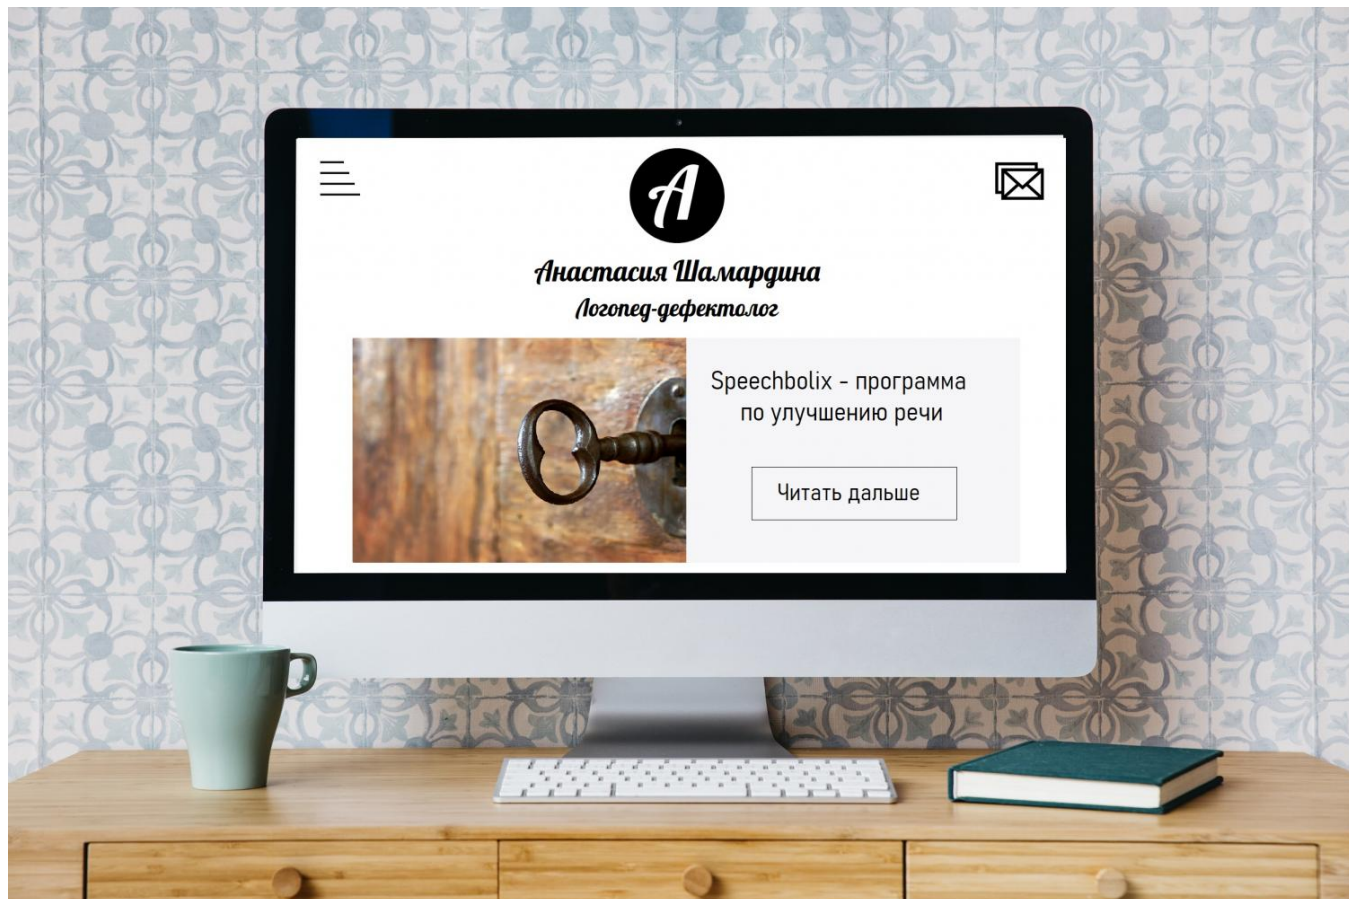 А
Анастасия Шамардина
Логопед-дефектолог
Speechbolix - программа
по улучшению речи
Читать дальше